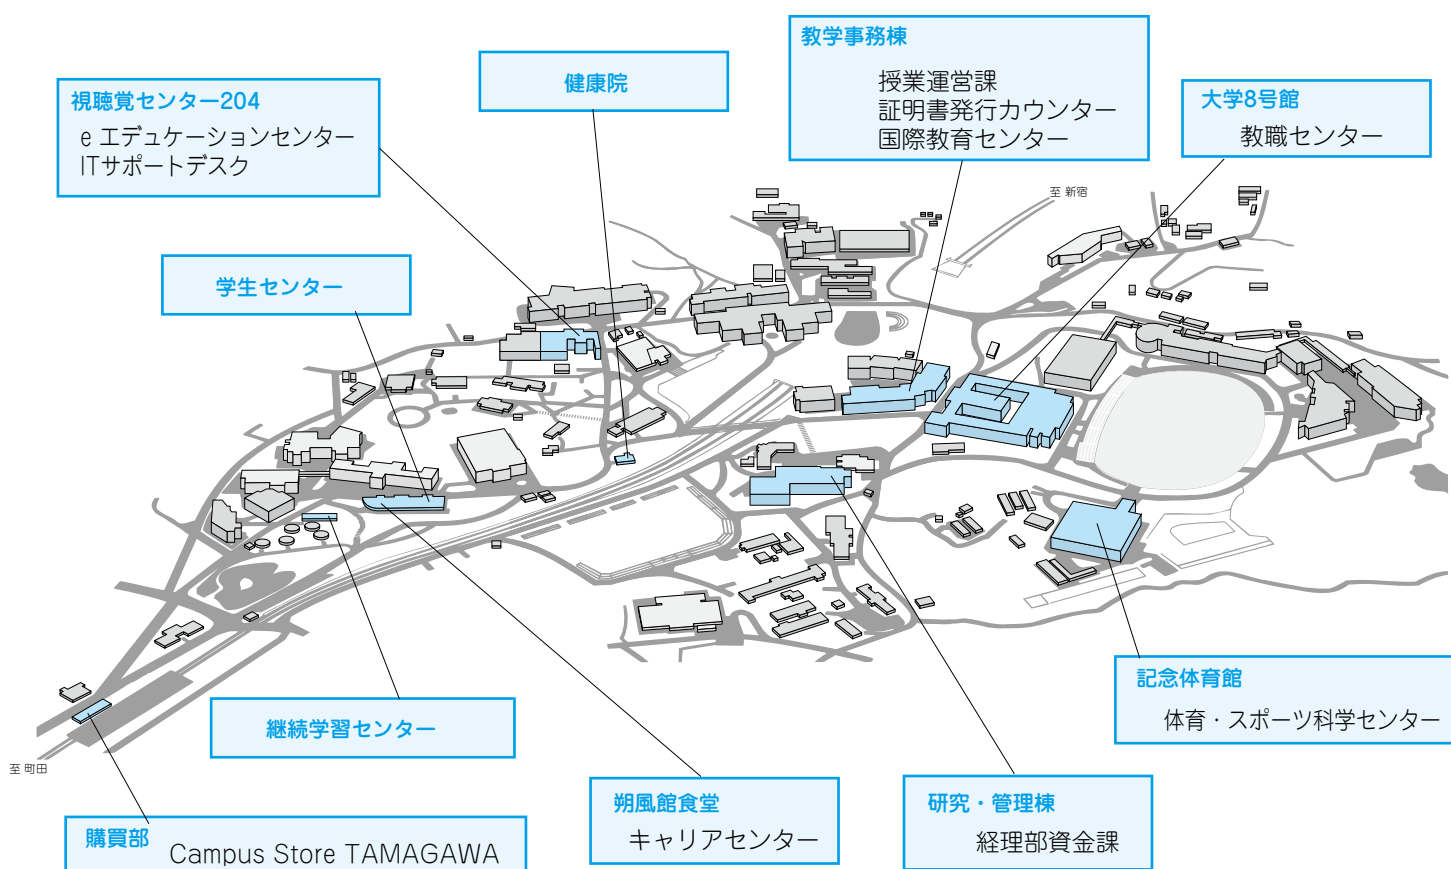 教学事務棟
授業運営課
証明書発行カウンター
国際教育センター
健康院
視聴覚センター204
e エデュケーションセンター
ITサポートデスク
大学8号館
教職センター
至 新宿
学生センター
記念体育館
体育・スポーツ科学センター
継続学習センター
至 町田
朔風館食堂
キャリアセンター
研究・管理棟
経理部資金課
購買部
Campus Store TAMAGAWA